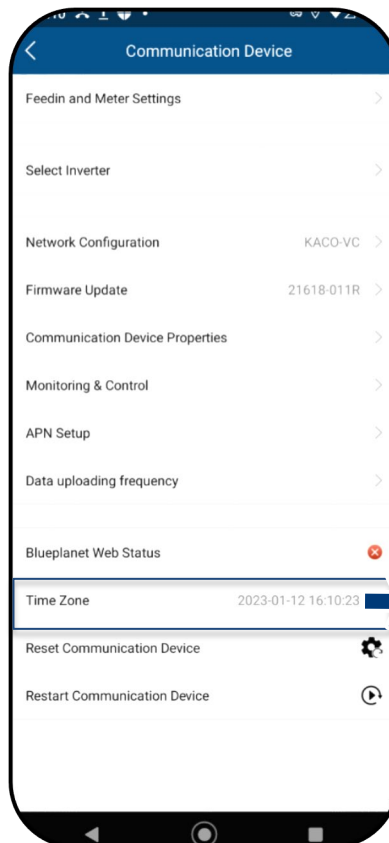 Communication Device
Feedin and Meter Settings
Select Inverter
Network Configuration KACO-VC
Firmware Update 21618-011R
Communication Device Properties
Monitoring & Control
APN Setup
Data uploading frequency
Blueplanet Web Status
Time Zone 2023-01-12 16:10:23
Reset Communication Device
Restart Communication Device